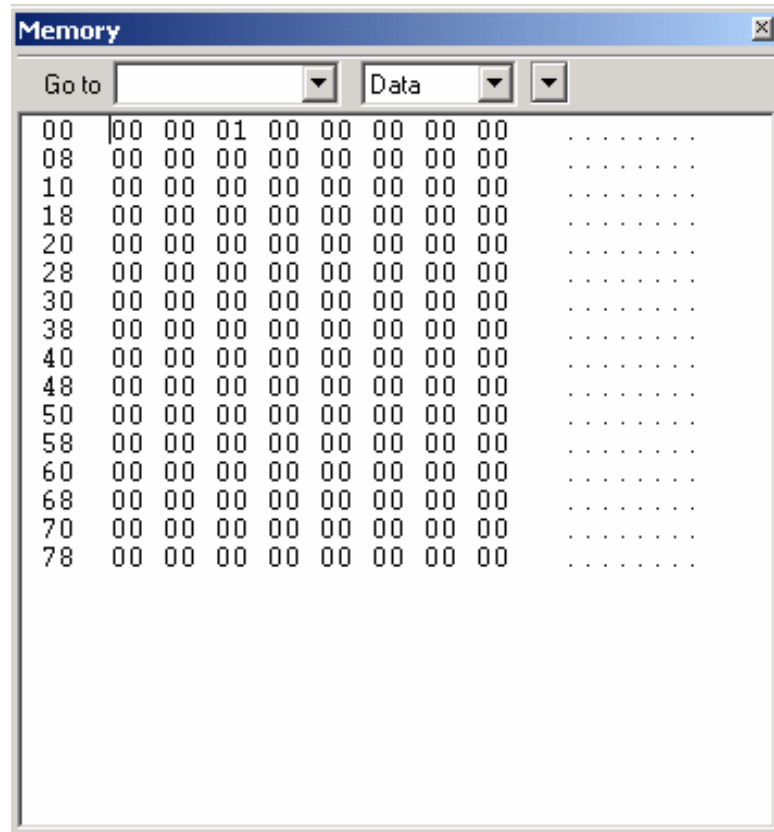 Memory
Go to Data
00 00 00 01 00 00 00 00 00 ........
08 00 00 00 00 00 00 00 00 ........
10 00 00 00 00 00 00 00 00 ........
18 00 00 00 00 00 00 00 00 ........
20 00 00 00 00 00 00 00 00 ........
28 00 00 00 00 00 00 00 00 ........
30 00 00 00 00 00 00 00 00 ........
38 00 00 00 00 00 00 00 00 ........
40 00 00 00 00 00 00 00 00 ........
48 00 00 00 00 00 00 00 00 ........
50 00 00 00 00 00 00 00 00 ........
58 00 00 00 00 00 00 00 00 ........
60 00 00 00 00 00 00 00 00 ........
68 00 00 00 00 00 00 00 00 ........
70 00 00 00 00 00 00 00 00 ........
78 00 00 00 00 00 00 00 00 ........